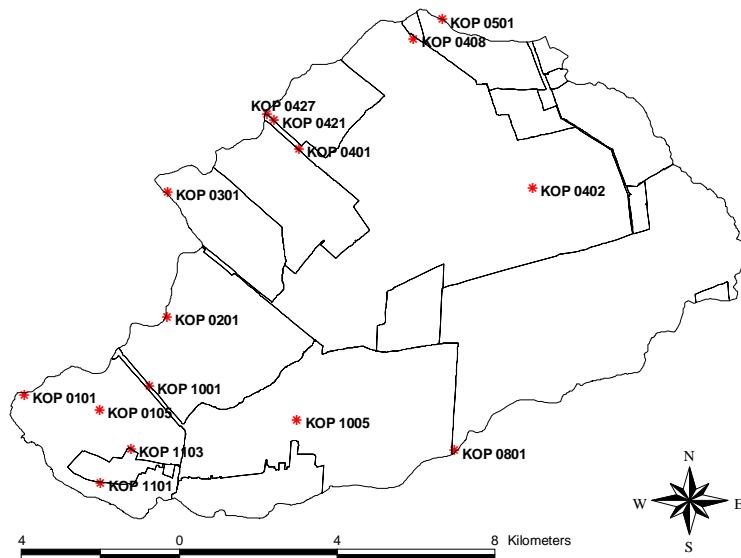 KOP 0501
KOP 0408
KOP 0427
KOP 0421
KOP 0401
KOP 0402
KOP 0301
KOP 0201
KOP 1001
KOP 0101
KOP 0105
KOP 1005
KOP 1103
KOP 0801
KOP 1101
N
W E
S
4 0 4 8 Kilometers